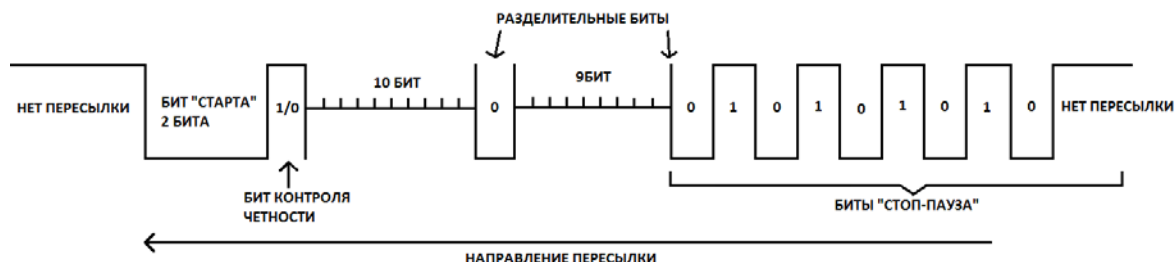 РАЗДЕЛИТЕЛЬНЫЕ БИТЫ
10 БИТ
9БИТ
НЕТ ПЕРЕСЫЛКИ
БИТ "СТАРТА"
2 БИТА
1/0
0
0 1 0 1 0 1 0 1 0
НЕТ ПЕРЕСЫЛКИ
БИТ КОНТРОЛЯ
ЧЕТНОСТИ
БИТЫ "СТОП-ПАУЗА"
НАПРАВЛЕНИЕ ПЕРЕСЫЛКИ